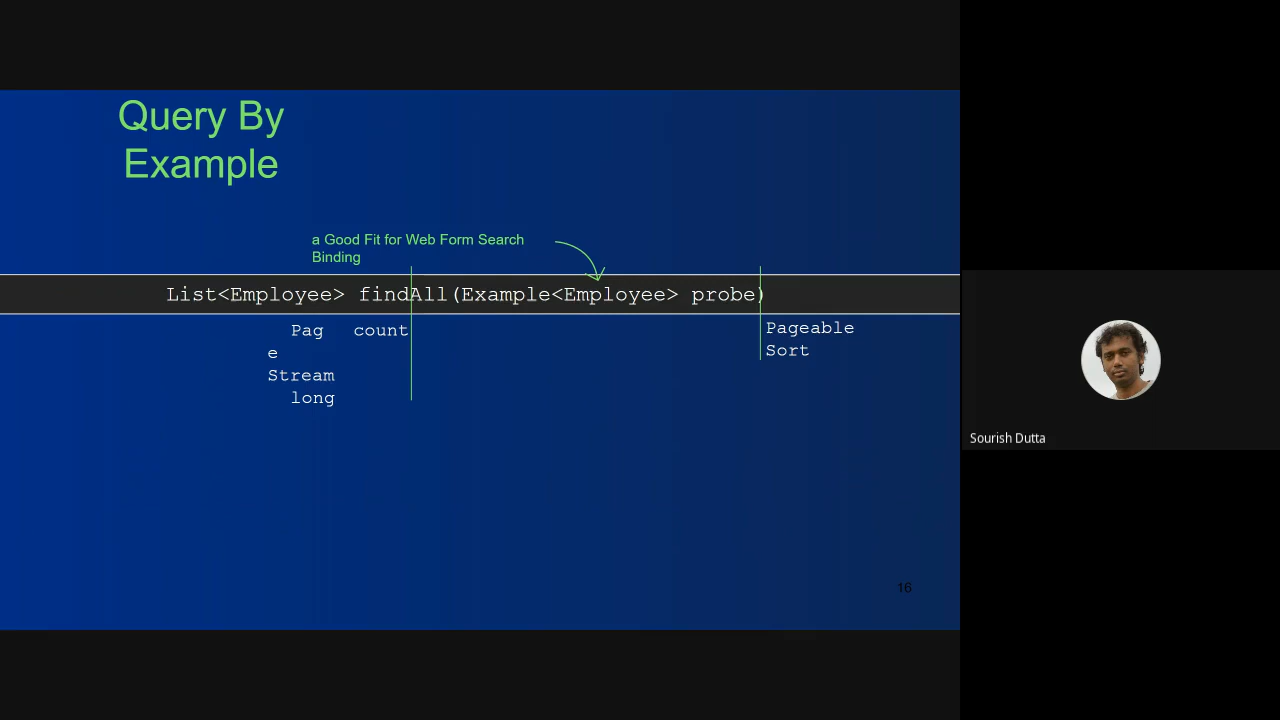 Query By
Example
a Good Fit for Web Form Search
Binding
List<Employee> findAll(Example<Employee> probe)
Pag count
e
Stream
long
Pageable
Sort
Sourish Dutta
16